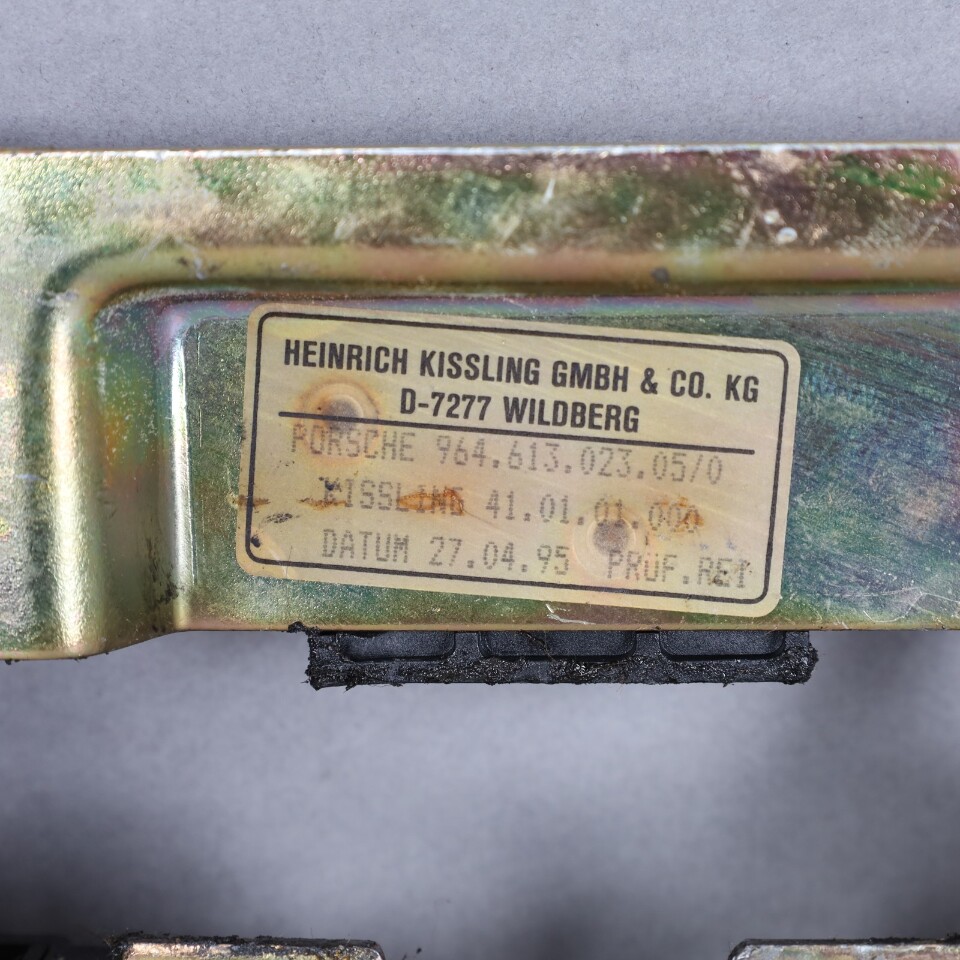 HEINRICH KISSLING GMBH & CO. KG
D-7277 WILDBERG
PORSCHE 964.613.023.05/0
KISSLING 41.01.01.000
DATUM 27.04.95 PRÜF.REI